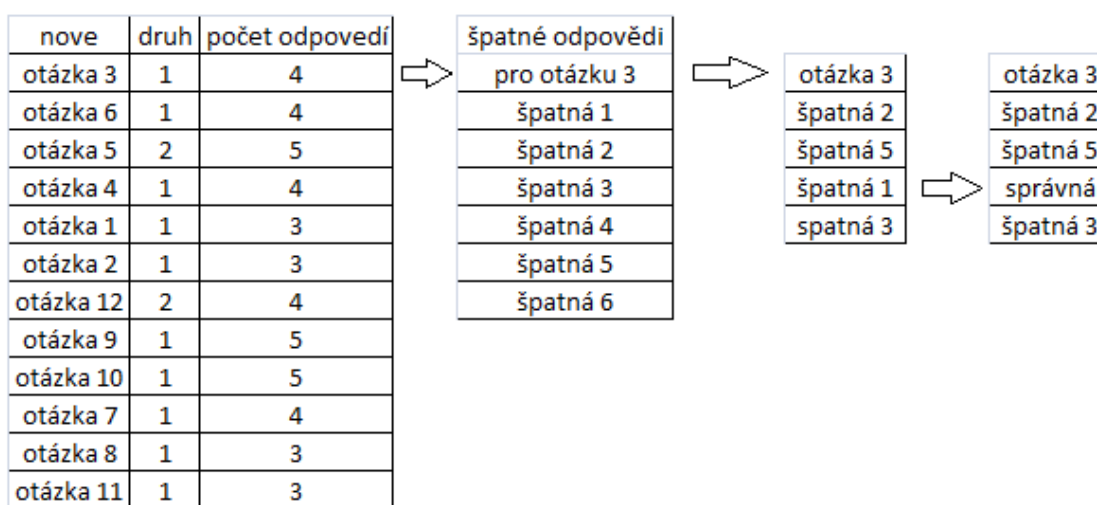 nove druh počet odpovedí
otázka 3 1 4
otázka 6 1 4
otázka 5 2 5
otázka 4 1 4
otázka 1 1 3
otázka 2 1 3
otázka 12 2 4
otázka 9 1 5
otázka 10 1 5
otázka 7 1 4
otázka 8 1 3
otázka 11 1 3
špatné odpovědi
pro otázku 3
špatná 1
špatná 2
špatná 3
špatná 4
špatná 5
špatná 6
otázka 3
špatná 2
špatná 5
špatná 1
spatná 3
otázka 3
špatná 2
špatná 5
správná
špatná 3